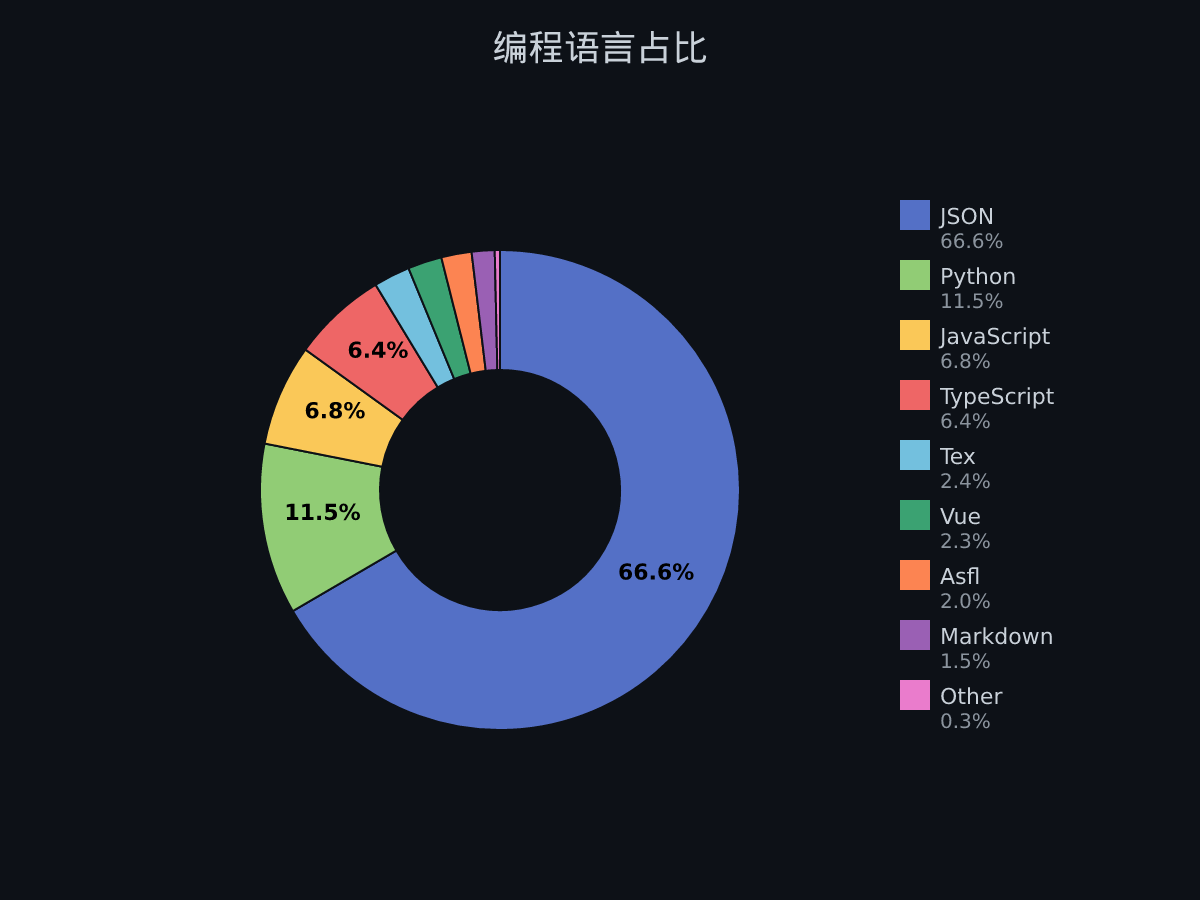 编程语言占比
JSON
66.6%
Python
11.5%
JavaScript
6.8%
TypeScript
6.4%
Tex
2.4%
Vue
2.3%
Asfl
2.0%
Markdown
1.5%
Other
0.3%
6.4%
6.8%
11.5%
66.6%